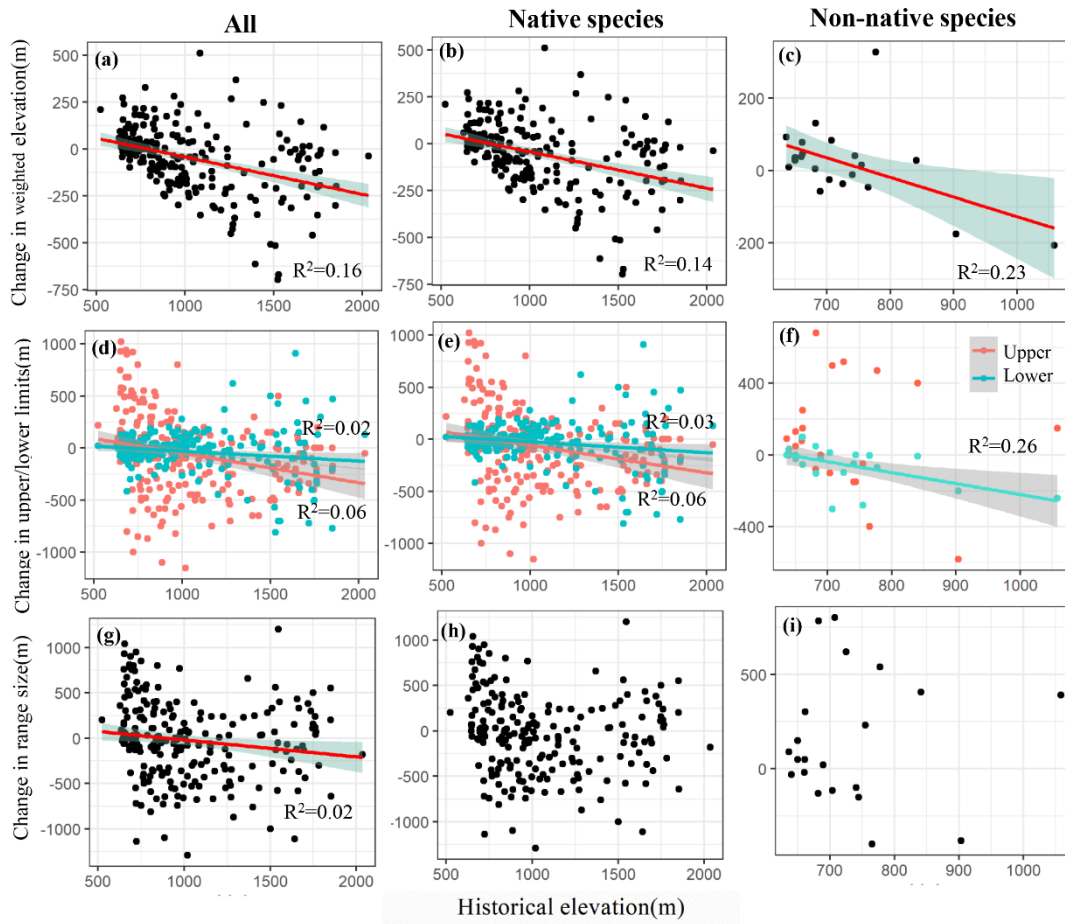 All
Native species
Non-native species
Change in weighted elevation(m)
(a)
500
250
0
-250
-500
-750
R²=0.16
500
1000
1500
2000
(b)
500
250
0
-250
-500
-750
R²=0.14
500
1000
1500
2000
(c)
200
0
-200
R²=0.23
700
800
900
1000
Change in upper/lower limits(m)
(d)
1000
500
0
-500
-1000
R²=0.02
R²=0.06
500
1000
1500
2000
(e)
1000
500
0
-500
-1000
R²=0.03
R²=0.06
500
1000
1500
2000
(f)
400
0
-400
Upper
Lower
R²=0.26
700
800
900
1000
Change in range size(m)
(g)
1000
500
0
-500
-1000
R²=0.02
500
1000
1500
2000
(h)
1000
500
0
-500
-1000
500
1000
1500
2000
(i)
500
0
700
800
900
1000
Historical elevation(m)